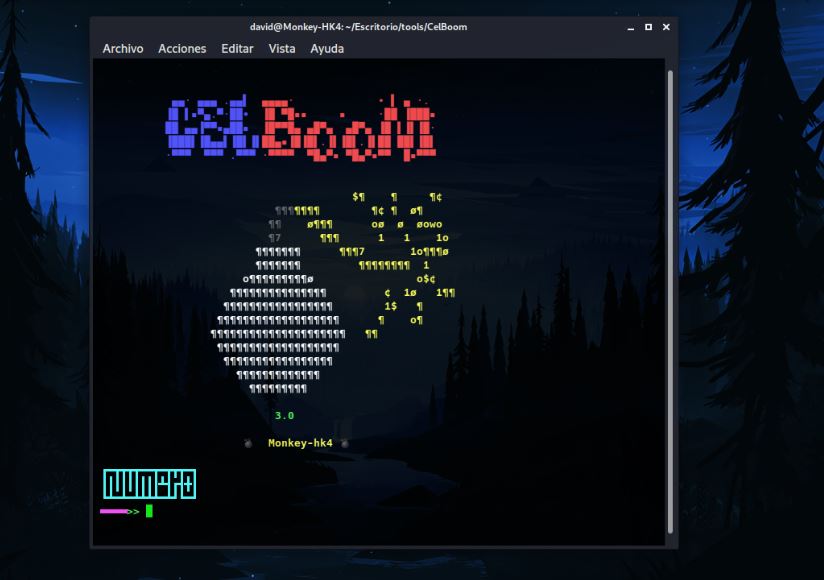 david@Monkey-HK4: ~/Escritorio/tools/CelBoom
Archivo Acciones Editar Vista Ayuda
$¶ ¶ ¶¢
¶¶¶¶¶¶¶ ¶¢ ¶ ø¶
¶¶ ø¶¶¶ oø ø øowo
¶7 ¶¶¶ 1 1 1o
¶¶¶¶¶¶¶ ¶¶¶7 1o¶¶¶ø
¶¶¶¶¶¶¶ ¶¶¶¶¶¶¶¶ 1
o¶¶¶¶¶¶¶¶¶ø o$¢
¶¶¶¶¶¶¶¶¶¶¶¶¶¶¶ ¢ 1ø 1¶¶
¶¶¶¶¶¶¶¶¶¶¶¶¶¶¶¶¶ 1$ ¶
¶¶¶¶¶¶¶¶¶¶¶¶¶¶¶¶¶¶¶ ¶ o¶
¶¶¶¶¶¶¶¶¶¶¶¶¶¶¶¶¶¶¶¶¶ ¶¶
¶¶¶¶¶¶¶¶¶¶¶¶¶¶¶¶¶¶¶
¶¶¶¶¶¶¶¶¶¶¶¶¶¶¶¶¶
¶¶¶¶¶¶¶¶¶¶¶¶¶
¶¶¶¶¶¶¶¶¶
3.0
Monkey-hk4
numero
>>